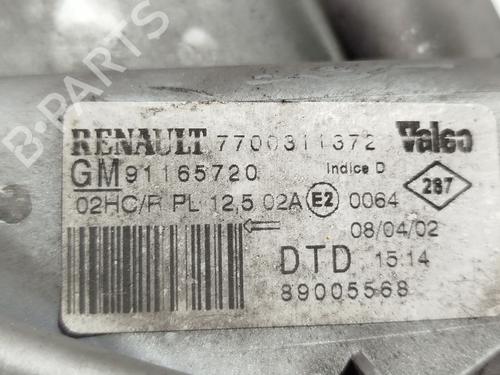 B-PARTS
RENAULT 7700311372 Valeo
GM 91165720 Indice D
287
02HC/R PL 12,5 02A E2 0064
08/04/02
DTD 15:14
89005568